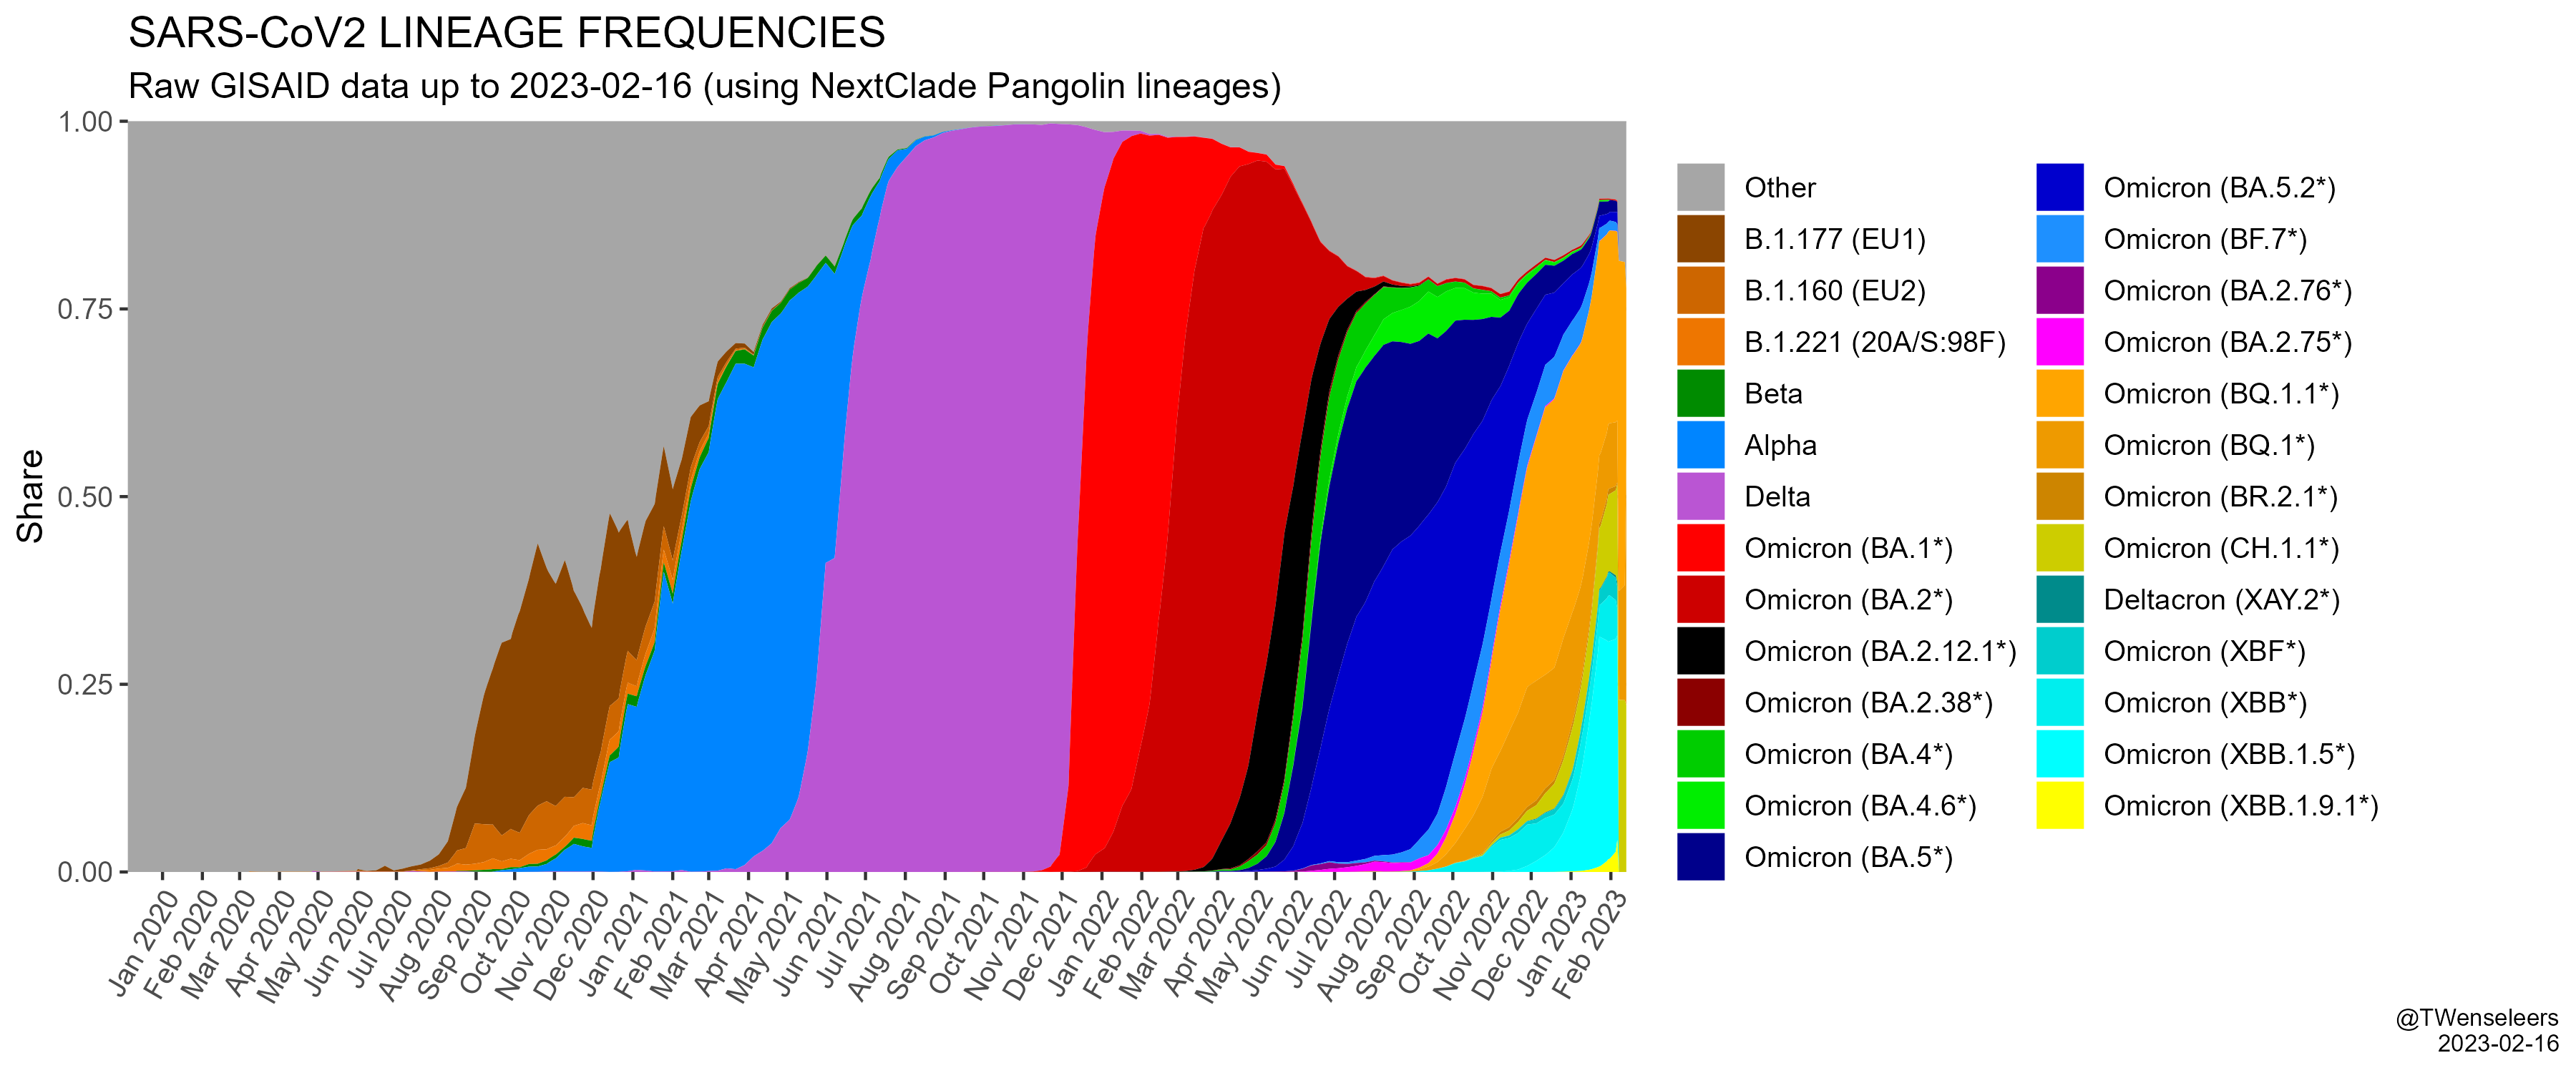 SARS-CoV2 LINEAGE FREQUENCIES
Raw GISAID data up to 2023-02-16 (using NextClade Pangolin lineages)
Share
1.00
0.75
0.50
0.25
0.00
Jan 2020
Feb 2020
Mar 2020
Apr 2020
May 2020
Jun 2020
Jul 2020
Aug 2020
Sep 2020
Oct 2020
Nov 2020
Dec 2020
Jan 2021
Feb 2021
Mar 2021
Apr 2021
May 2021
Jun 2021
Jul 2021
Aug 2021
Sep 2021
Oct 2021
Nov 2021
Dec 2021
Jan 2022
Feb 2022
Mar 2022
Apr 2022
May 2022
Jun 2022
Jul 2022
Aug 2022
Sep 2022
Oct 2022
Nov 2022
Dec 2022
Jan 2023
Feb 2023
Other
B.1.177 (EU1)
B.1.160 (EU2)
B.1.221 (20A/S:98F)
Beta
Alpha
Delta
Omicron (BA.1*)
Omicron (BA.2*)
Omicron (BA.2.12.1*)
Omicron (BA.2.38*)
Omicron (BA.4*)
Omicron (BA.4.6*)
Omicron (BA.5*)
Omicron (BA.5.2*)
Omicron (BF.7*)
Omicron (BA.2.76*)
Omicron (BA.2.75*)
Omicron (BQ.1.1*)
Omicron (BQ.1*)
Omicron (BR.2.1*)
Omicron (CH.1.1*)
Deltacron (XAY.2*)
Omicron (XBF*)
Omicron (XBB*)
Omicron (XBB.1.5*)
Omicron (XBB.1.9.1*)
@TWenseleers
2023-02-16